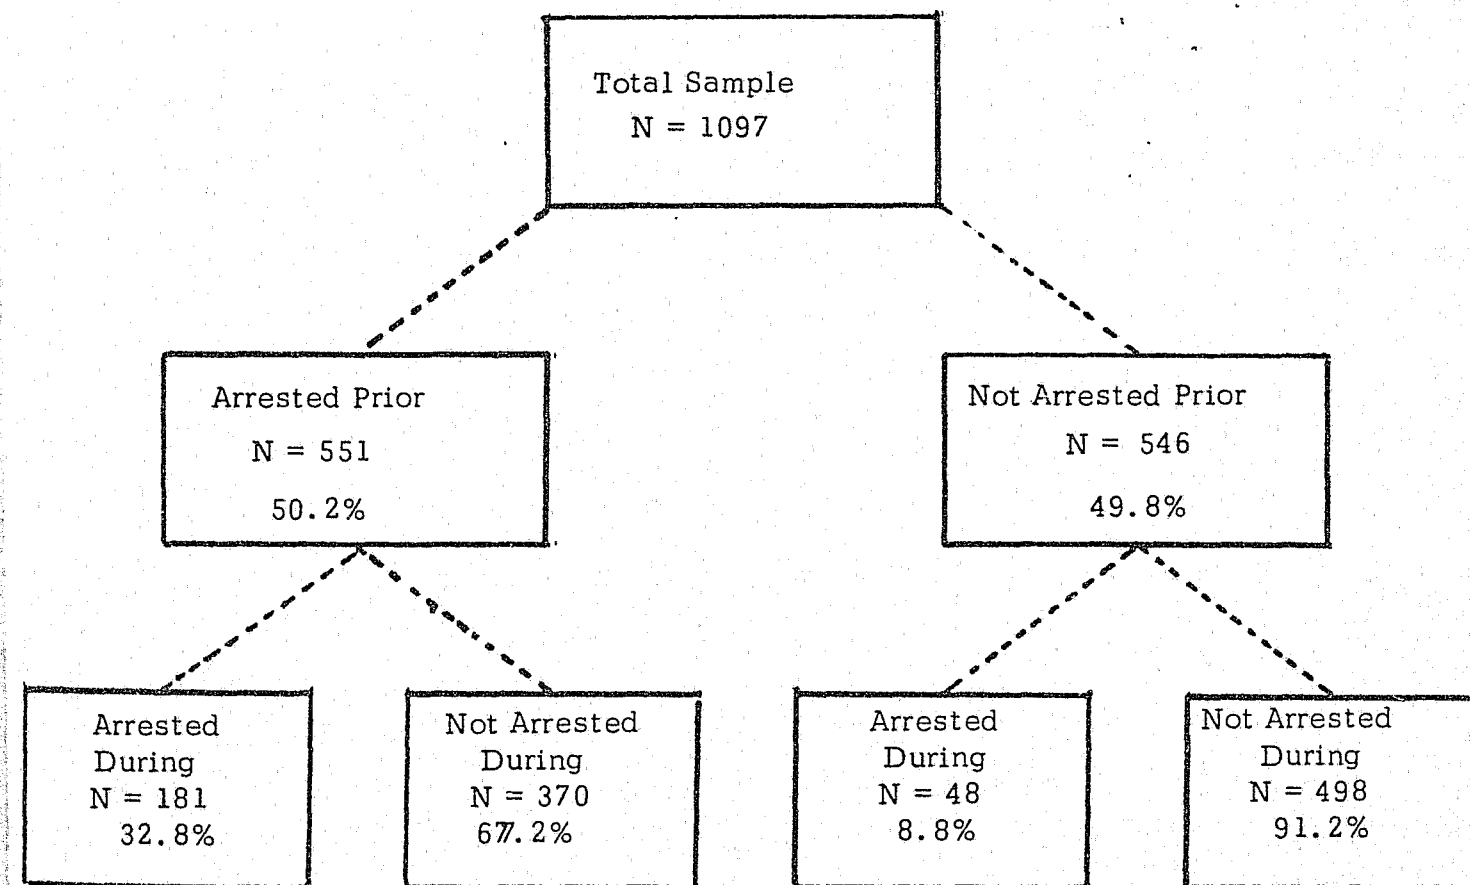 Total Sample
N = 1097
Arrested Prior
N = 551
50.2%
Not Arrested Prior
N = 546
49.8%
Arrested
During
N = 181
32.8%
Not Arrested
During
N = 370
67.2%
Arrested
During
N = 48
8.8%
Not Arrested
During
N = 498
91.2%